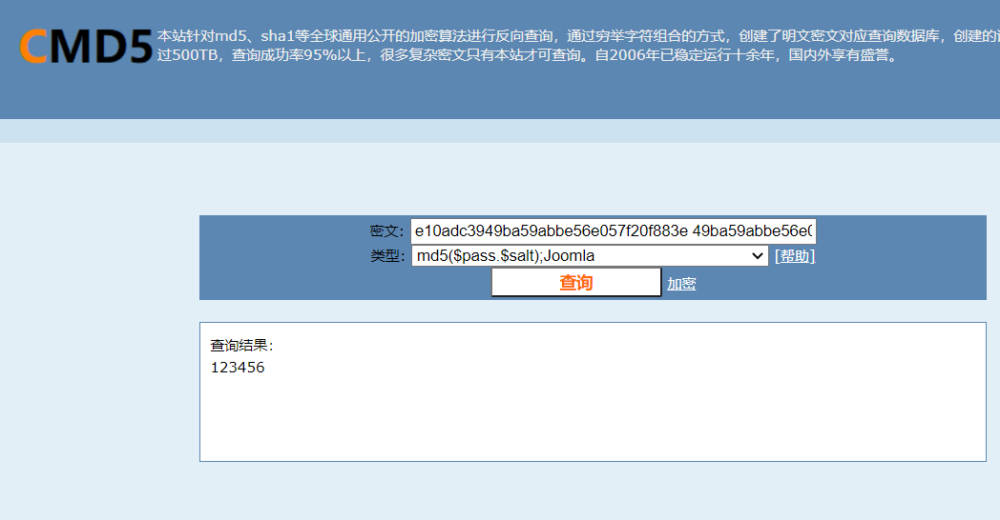 CMD5
本站针对md5、sha1等全球通用公开的加密算法进行反向查询，通过穷举字符组合的方式，创建了明文密文对应查询数据库，创建的
过500TB，查询成功率95%以上，很多复杂密文只有本站才可查询。自2006年已稳定运行十余年，国内外享有盛誉。
密文: e10adc3949ba59abbe56e057f20f883e 49ba59abbe56e0
类型: md5($pass.$salt);Joomla [帮助]
查询 加密
查询结果:
123456